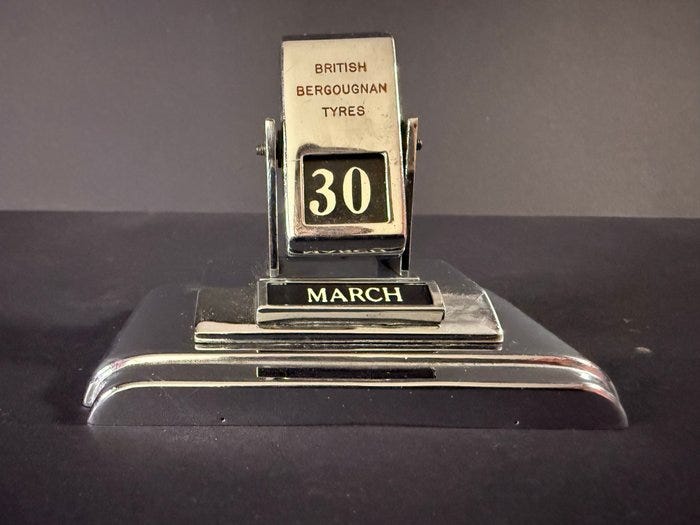 BRITISH
BERGOUGNAN
TYRES
30
MARCH